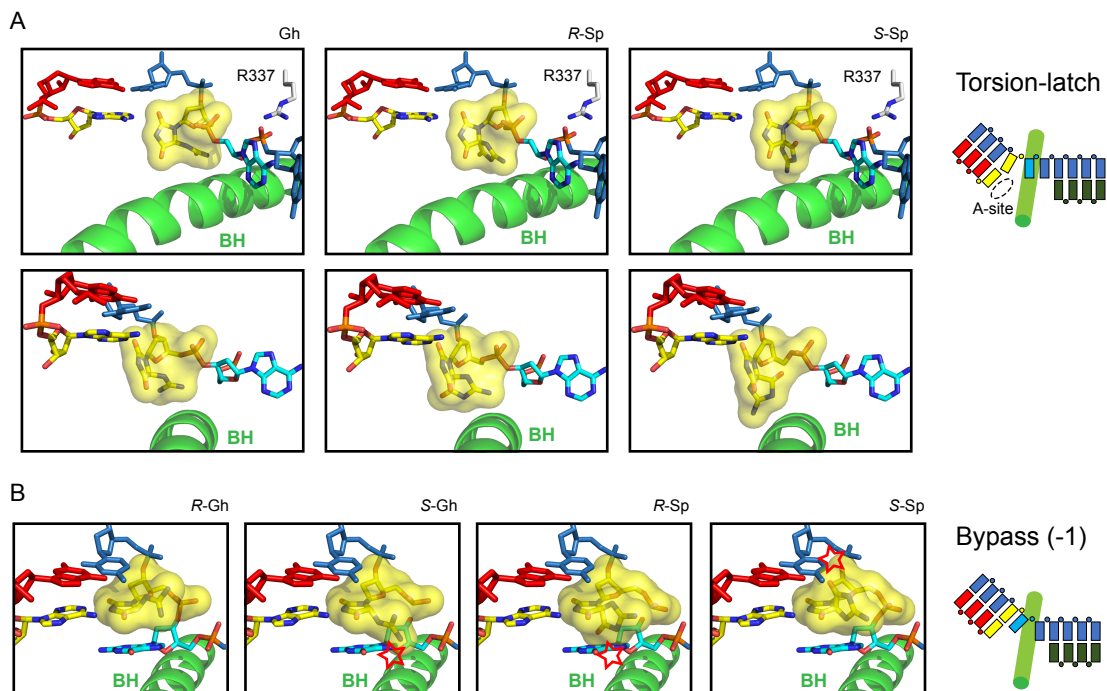 A
Gh
R-Sp
S-Sp
R337
R337
R337
Torsion-latch
A-site
BH
BH
BH
BH
BH
BH
B
R-Gh
S-Gh
R-Sp
S-Sp
Bypass (-1)
BH
BH
BH
BH